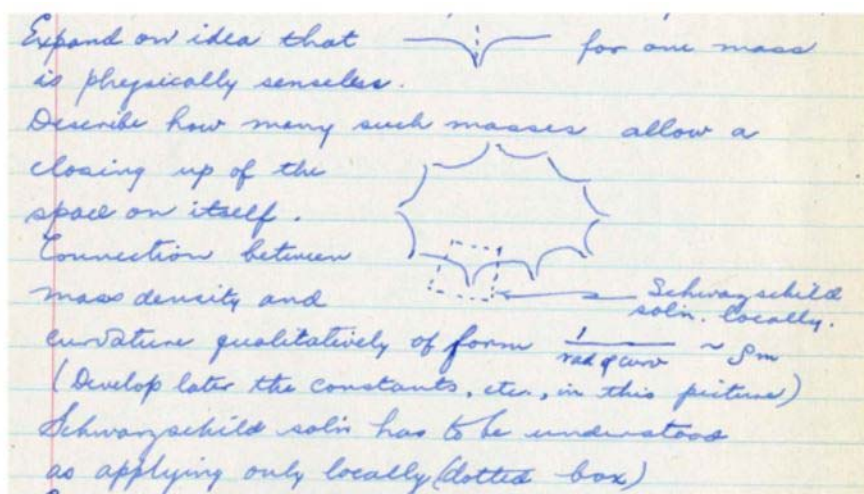 Expand on idea that for one mass
is physically senseless.
Describe how many such masses allow a
closing up of the
space on itself.
Connection between
mass density and
Schwarzschild
soln. locally.
curvature qualitatively of form 1/rad of curv ~ ρm
(Develop later the constants, etc., in this picture)
Schwarzschild soln has to be understood
as applying only locally (dotted box)